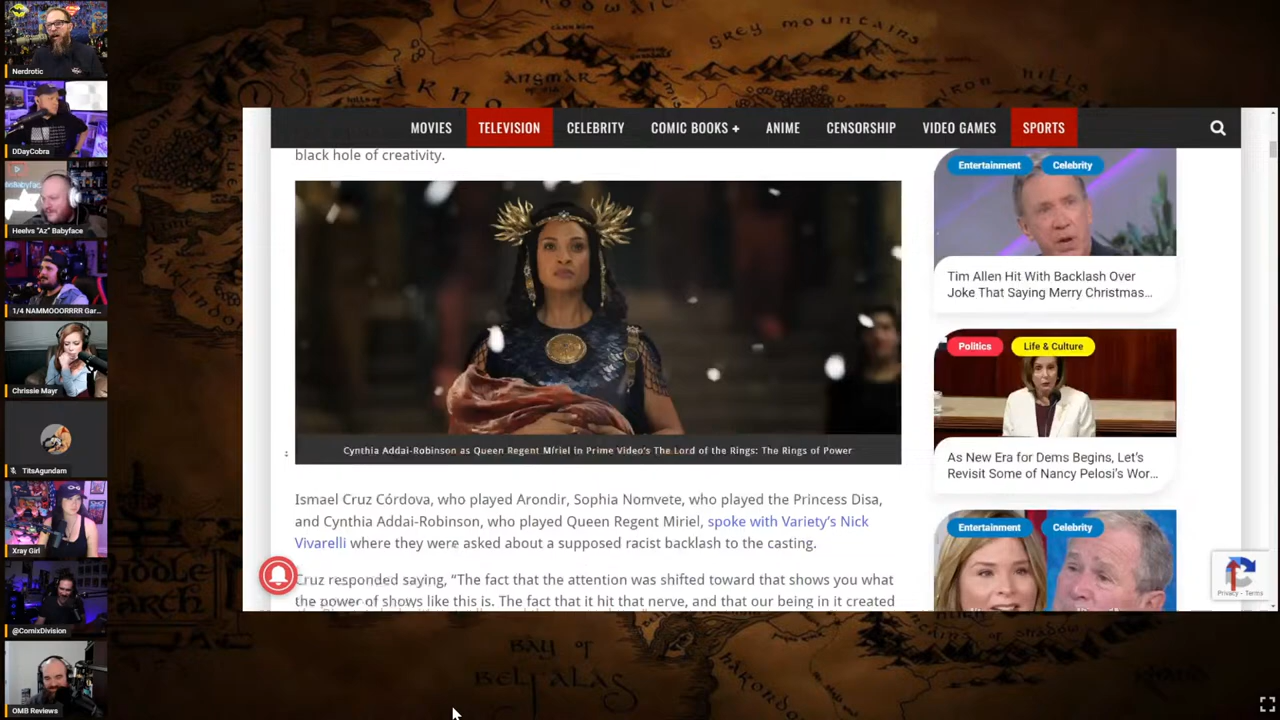 Nerdrotic
DDayCobra
Heelvs "Az" Babyface
1/4 NAMMOOORRRR Gar...
Chrissie Mayr
TitsAgundam
Xray Girl
@ComixDivision
OMB Reviews
GREY MOUNTAINS
ANGMAR
IRON HILLS
MIDDLE
EARTH
BAY
OF
BELFALAS
MOVIES
TELEVISION
CELEBRITY
COMIC BOOKS +
ANIME
CENSORSHIP
VIDEO GAMES
SPORTS
black hole of creativity.
Cynthia Addai-Robinson as Queen Regent Míriel in Prime Video's The Lord of the Rings: The Rings of Power
Ismael Cruz Córdova, who played Arondir, Sophia Nomvete, who played the Princess Disa,
and Cynthia Addai-Robinson, who played Queen Regent Miriel, spoke with Variety's Nick
Vivarelli where they were asked about a supposed racist backlash to the casting.
Cruz responded saying, “The fact that the attention was shifted toward that shows you what
the power of shows like this is. The fact that it hit that nerve, and that our being in it created
Entertainment
Celebrity
Tim Allen Hit With Backlash Over
Joke That Saying Merry Christmas...
Politics
Life & Culture
As New Era for Dems Begins, Let's
Revisit Some of Nancy Pelosi's Wor...
Entertainment
Celebrity
Privacy - Terms